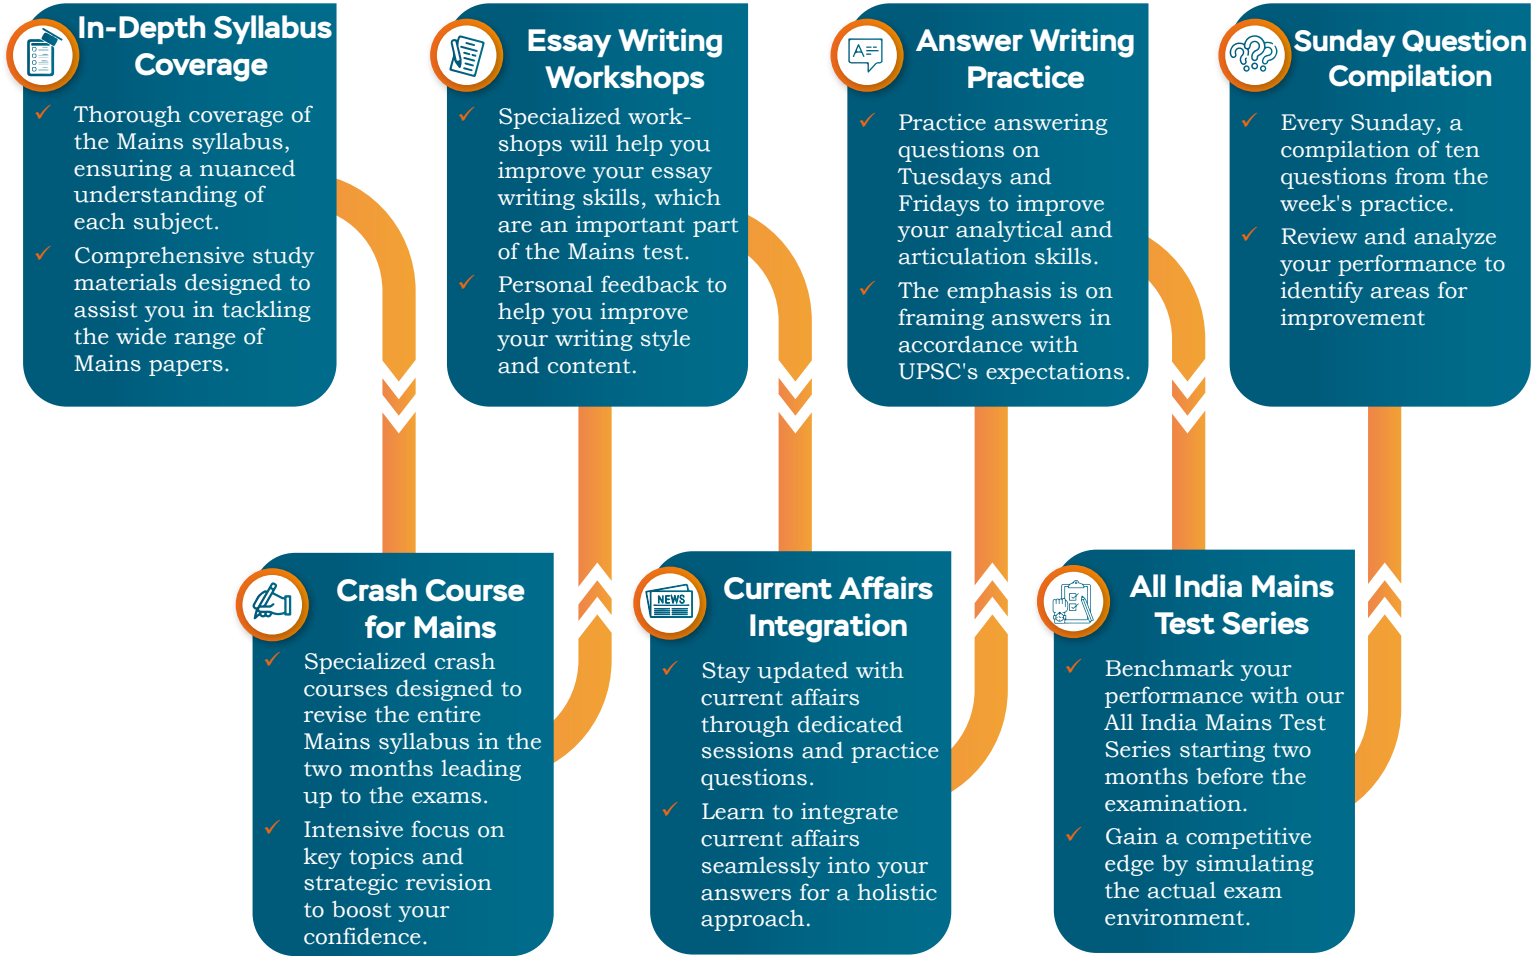 In-Depth Syllabus
Coverage
Thorough coverage of
the Mains syllabus,
ensuring a nuanced
understanding of
each subject.
Comprehensive study
materials designed to
assist you in tackling
the wide range of
Mains papers.
Crash Course
for Mains
Specialized crash
courses designed to
revise the entire
Mains syllabus in the
two months leading
up to the exams.
Intensive focus on
key topics and
strategic revision
to boost your
confidence.
Essay Writing
Workshops
Specialized work-
shops will help you
improve your essay
writing skills, which
are an important part
of the Mains test.
Personal feedback to
help you improve
your writing style
and content.
NEWS
Current Affairs
Integration
Stay updated with
current affairs
through dedicated
sessions and practice
questions.
Learn to integrate
current affairs
seamlessly into your
answers for a holistic
approach.
A
Answer Writing
Practice
Practice answering
questions on
Tuesdays and
Fridays to improve
your analytical and
articulation skills.
The emphasis is on
framing answers in
accordance with
UPSC's expectations.
All India Mains
Test Series
Benchmark your
performance with our
All India Mains Test
Series starting two
months before the
examination.
Gain a competitive
edge by simulating
the actual exam
environment.
???
Sunday Question
Compilation
Every Sunday, a
compilation of ten
questions from the
week's practice.
Review and analyze
your performance to
identify areas for
improvement